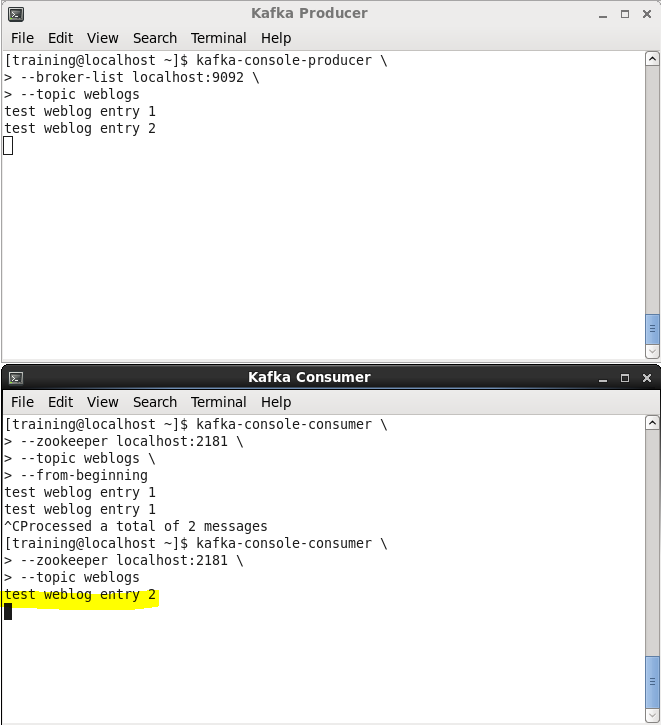 Kafka Producer
File Edit View Search Terminal Help
[training@localhost ~]$ kafka-console-producer \
> --broker-list localhost:9092 \
> --topic weblogs
test weblog entry 1
test weblog entry 2
Kafka Consumer
File Edit View Search Terminal Help
[training@localhost ~]$ kafka-console-consumer \
> --zookeeper localhost:2181 \
> --topic weblogs \
> --from-beginning
test weblog entry 1
test weblog entry 1
^CProcessed a total of 2 messages
[training@localhost ~]$ kafka-console-consumer \
> --zookeeper localhost:2181 \
> --topic weblogs
test weblog entry 2